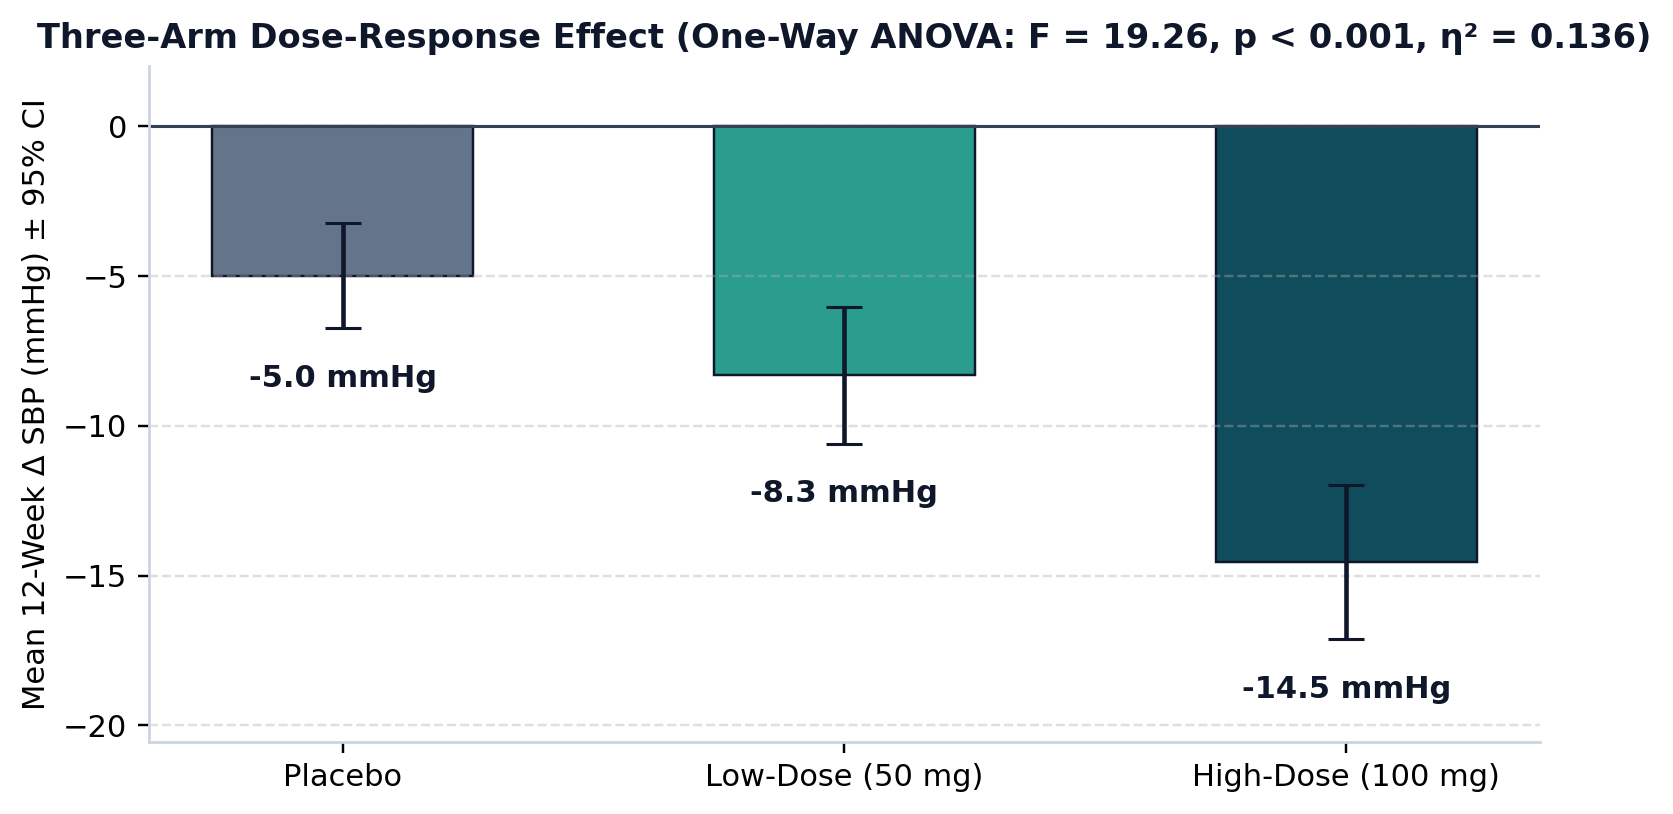 Three-Arm Dose-Response Effect (One-Way ANOVA: F = 19.26, p < 0.001, η² = 0.136)
Mean 12-Week Δ SBP (mmHg) ± 95% CI
0
−5
−10
−15
−20
-5.0 mmHg
-8.3 mmHg
-14.5 mmHg
Placebo
Low-Dose (50 mg)
High-Dose (100 mg)